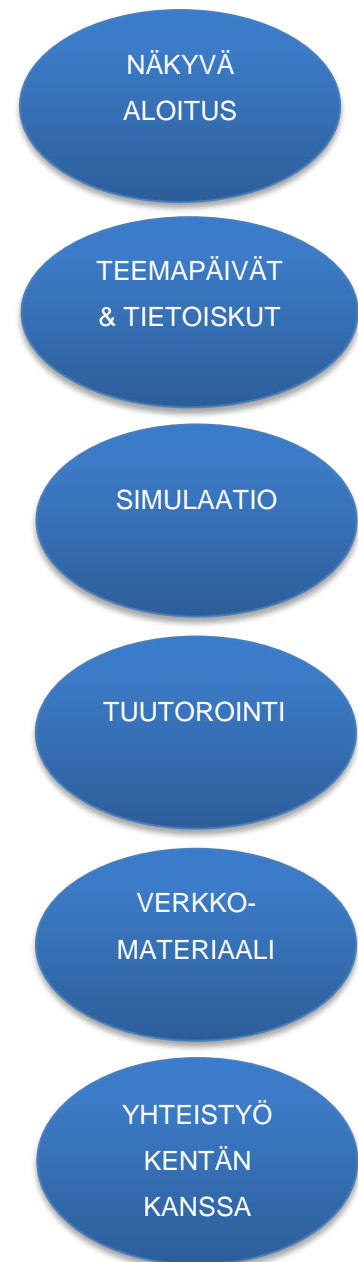 NÄKYVÄ
ALOITUS
TEEMAPÄIVÄT
& TIETOISKUT
SIMULAATIO
TUUTOROINTI
VERKKO-
MATERIAALI
YHTEISTYÖ
KENTÄN
KANSSA